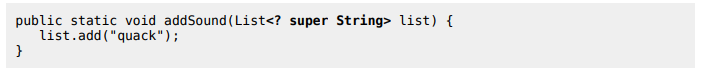 public static void addSound(List<? super String> list) {
   list.add("quack");
}